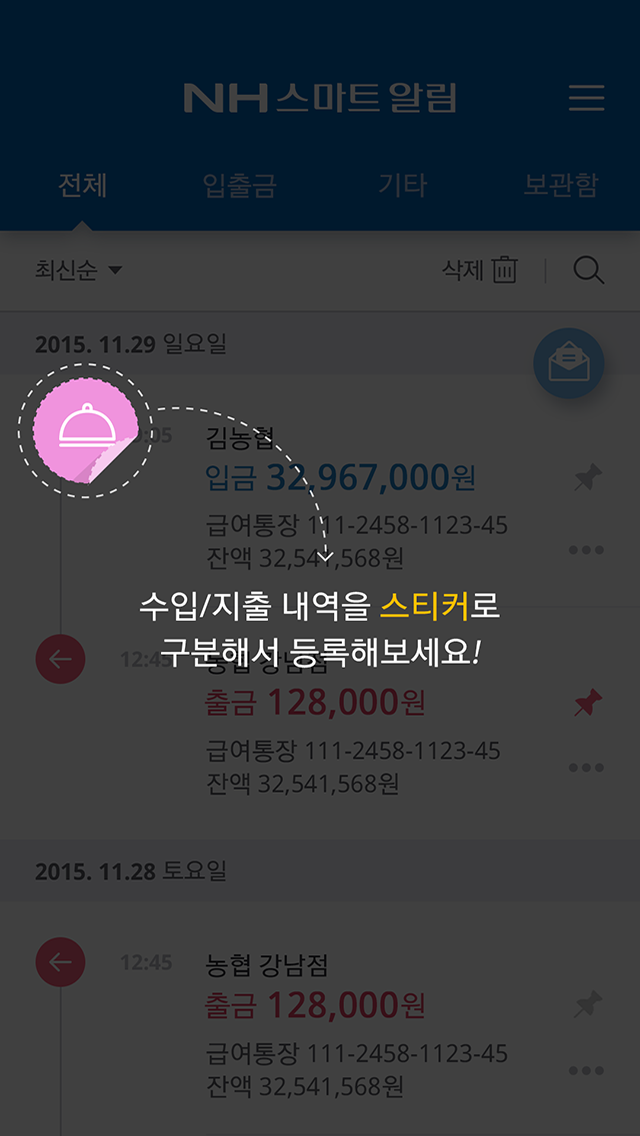 NH스마트 알림
전체 입출금 기타 보관함
최신순 삭제
2015. 11.29 일요일
김농협
입금 32,967,000원
급여통장 111-2458-1123-45
잔액 32,541,568원
수입/지출 내역을 스티커로
구분해서 등록해보세요!
12:45 농협 강남점
출금 128,000원
급여통장 111-2458-1123-45
잔액 32,541,568원
2015. 11.28 토요일
12:45 농협 강남점
출금 128,000원
급여통장 111-2458-1123-45
잔액 32,541,568원